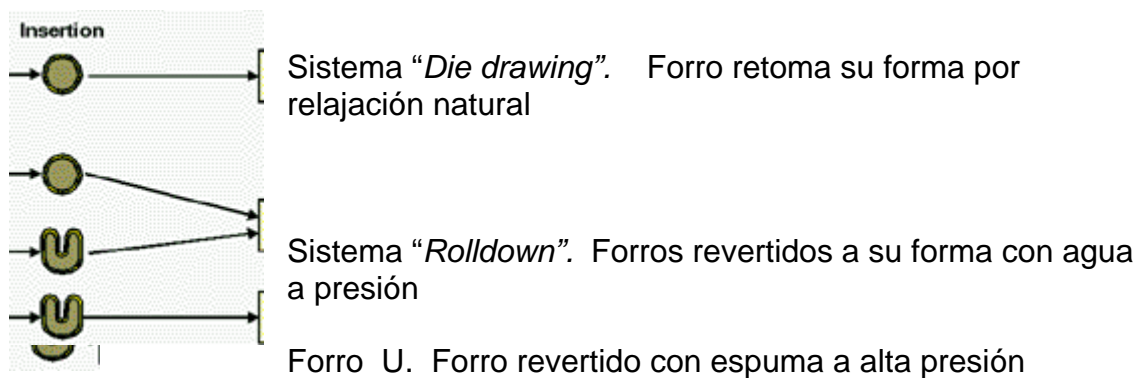 Insertion
Sistema “Die drawing”. Forro retoma su forma por
relajación natural
Sistema “Rolldown”. Forros revertidos a su forma con agua
a presión
Forro U. Forro revertido con espuma a alta presión